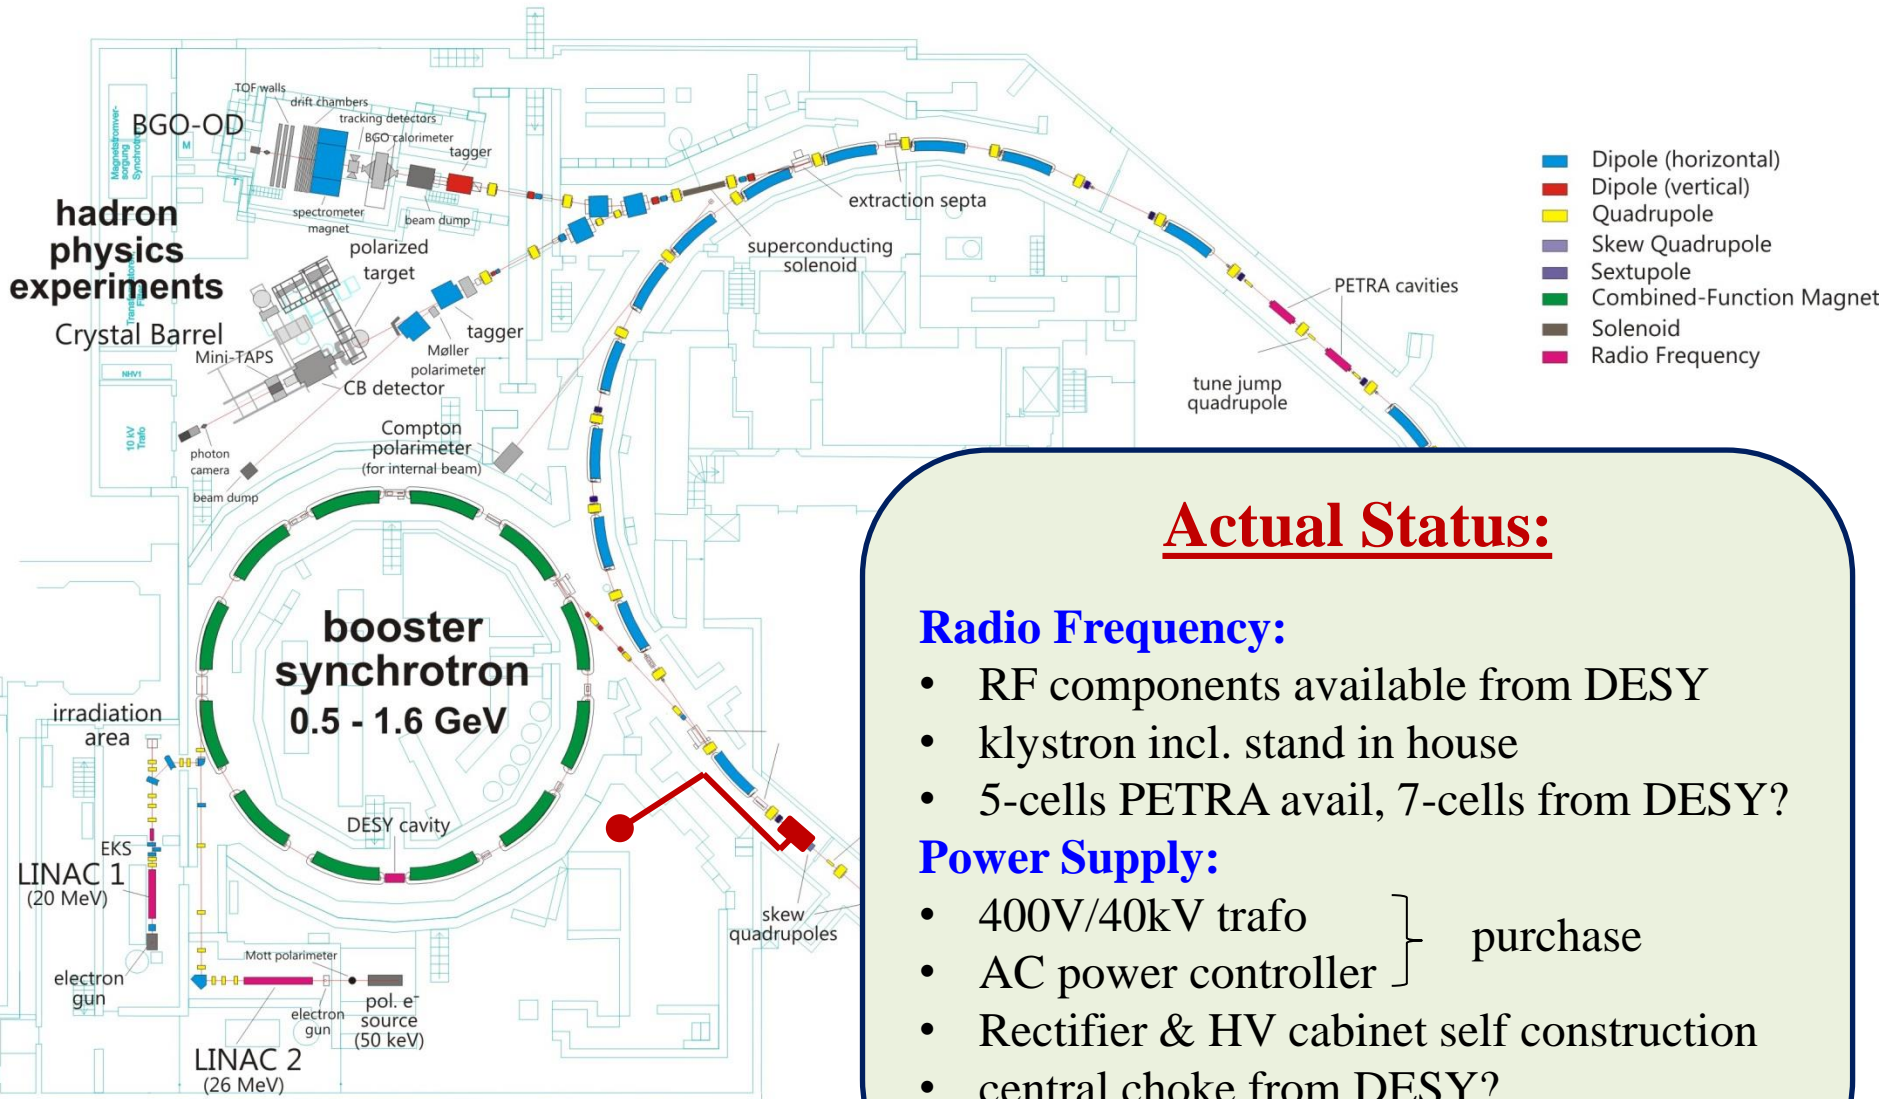 TOF walls
drift chambers
tracking detectors
BGO-OD
BGO calorimeter
tagger
M
T
spectrometer
magnet
beam dump
hadron
physics
experiments
polarized
target
Crystal Barrel
Mini-TAPS
tagger
Møller
polarimeter
CB detector
NHV1
10 kV
Trafo
photon
camera
beam dump
Compton
polarimeter
(for internal beam)
extraction septa
superconducting
solenoid
PETRA cavities
tune jump
quadrupole
Dipole (horizontal)
Dipole (vertical)
Quadrupole
Skew Quadrupole
Sextupole
Combined-Function Magnet
Solenoid
Radio Frequency
booster
synchrotron
0.5 - 1.6 GeV
DESY cavity
irradiation
area
EKS
LINAC 1
(20 MeV)
electron
gun
Mott polarimeter
electron
gun
pol. e⁻
source
(50 keV)
LINAC 2
(26 MeV)
skew
quadrupoles
Actual Status:
Radio Frequency:
• RF components available from DESY
• klystron incl. stand in house
• 5-cells PETRA avail, 7-cells from DESY?
Power Supply:
• 400V/40kV trafo
• AC power controller
purchase
• Rectifier & HV cabinet self construction
• central choke from DESY?